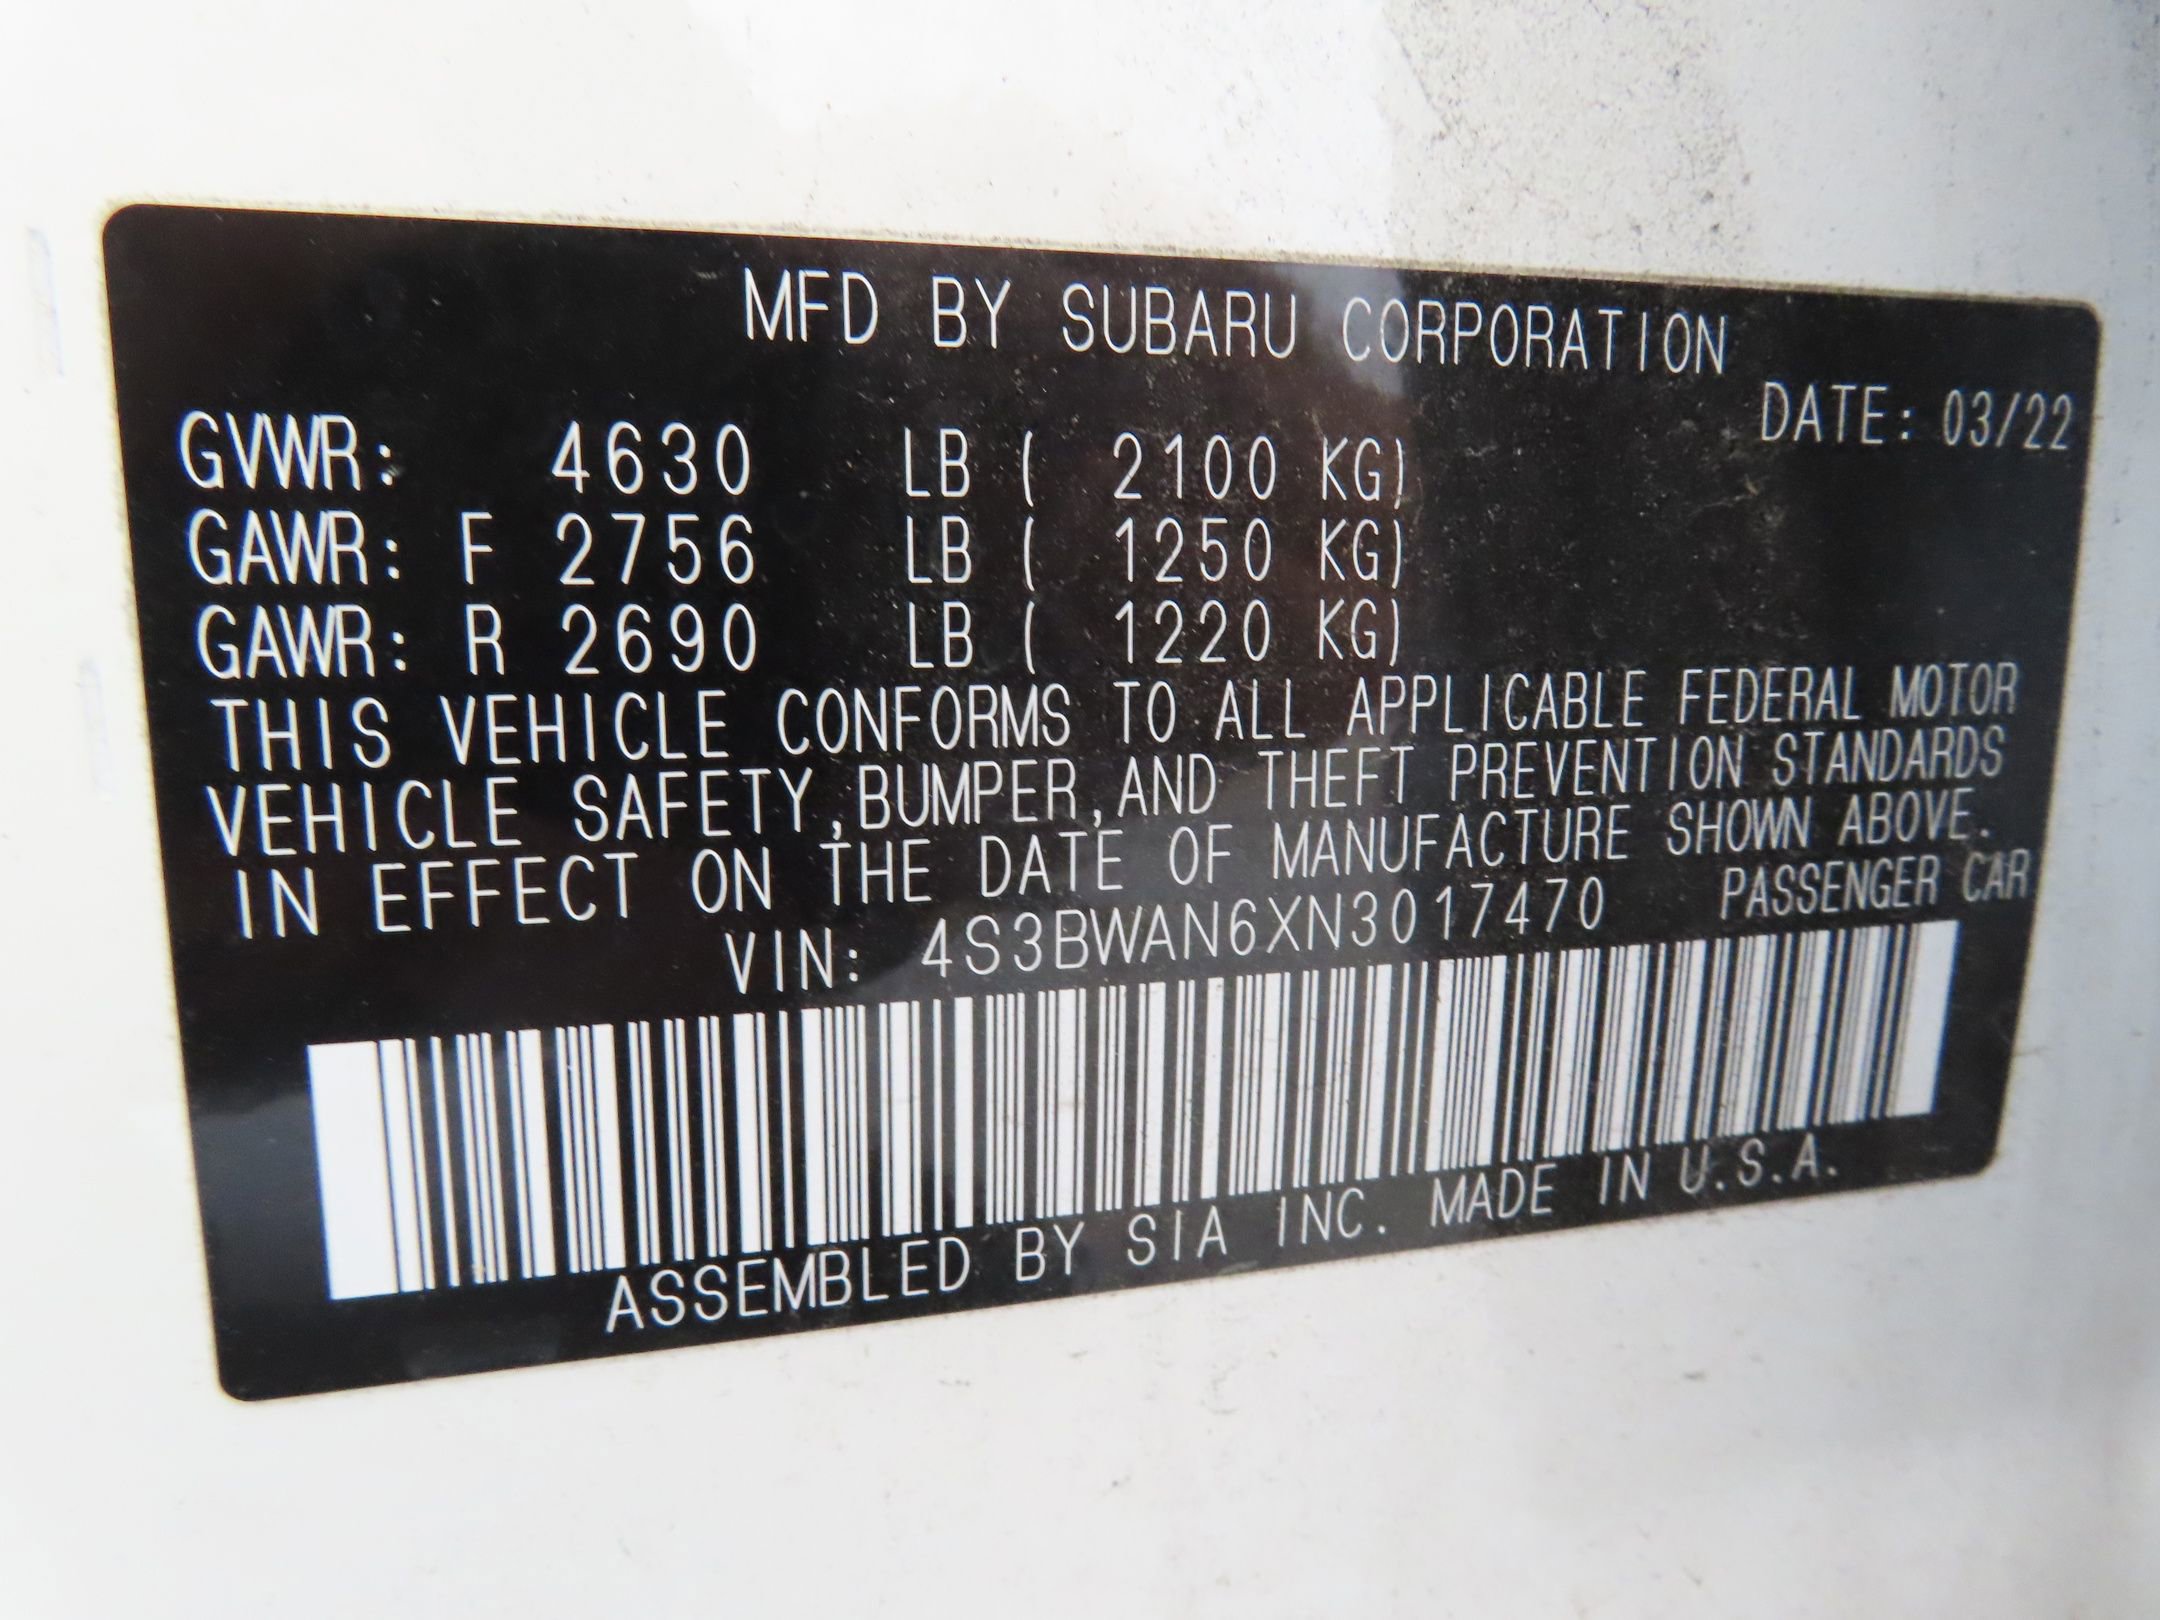 MFD BY SUBARU CORPORATION
DATE: 03/22
GVWR: 4630 LB ( 2100 KG)
GAWR: F 2756 LB ( 1250 KG)
GAWR: R 2690 LB ( 1220 KG)
THIS VEHICLE CONFORMS TO ALL APPLICABLE FEDERAL MOTOR
VEHICLE SAFETY,BUMPER,AND THEFT PREVENTION STANDARDS
IN EFFECT ON THE DATE OF MANUFACTURE SHOWN ABOVE.
VIN: 4S3BWAN6XN3017470 PASSENGER CAR
ASSEMBLED BY SIA INC. MADE IN U.S.A.